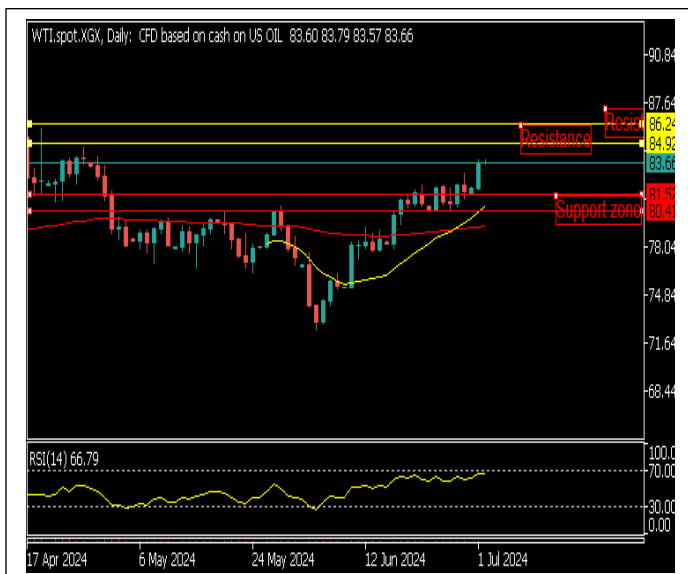 WTI.spot.XGX, Daily: CFD based on cash on US OIL 83.60 83.79 83.57 83.66
90.84
87.64
Resist
86.24
Resistance
84.92
83.66
81.52
Support zone
80.41
78.04
74.84
71.64
68.44
RSI(14) 66.79
100.0
70.00
30.00
0.00
17 Apr 2024 6 May 2024 24 May 2024 12 Jun 2024 1 Jul 2024